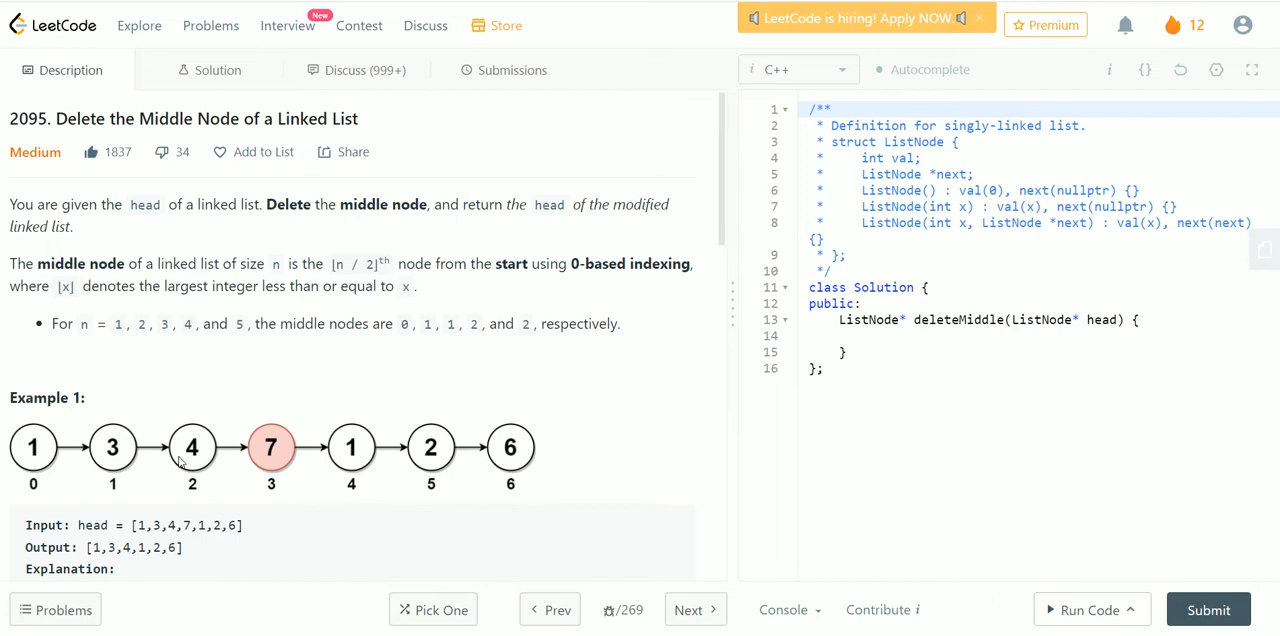 LeetCode Explore Problems Interview New Contest Discuss Store LeetCode is hiring! Apply NOW. × Premium 12
Description Solution Discuss (999+) Submissions
i C++ Autocomplete i {}
2095. Delete the Middle Node of a Linked List
Medium 1837 34 Add to List Share
You are given the head of a linked list. Delete the middle node, and return the head of the modified
linked list.
The middle node of a linked list of size n is the ⌊n / 2⌋th node from the start using 0-based indexing,
where ⌊x⌋ denotes the largest integer less than or equal to x.
• For n = 1, 2, 3, 4, and 5, the middle nodes are 0, 1, 1, 2, and 2, respectively.
Example 1:
1 3 4 7 1 2 6
0 1 2 3 4 5 6
Input: head = [1,3,4,7,1,2,6]
Output: [1,3,4,1,2,6]
Explanation:
1 /**
2 * Definition for singly-linked list.
3 * struct ListNode {
4 *     int val;
5 *     ListNode *next;
6 *     ListNode() : val(0), next(nullptr) {}
7 *     ListNode(int x) : val(x), next(nullptr) {}
8 *     ListNode(int x, ListNode *next) : val(x), next(next)
{}
9 * };
10 */
11 class Solution {
12 public:
13     ListNode* deleteMiddle(ListNode* head) {
14
15     }
16 };
Problems Pick One < Prev /269 Next > Console Contribute i Run Code Submit